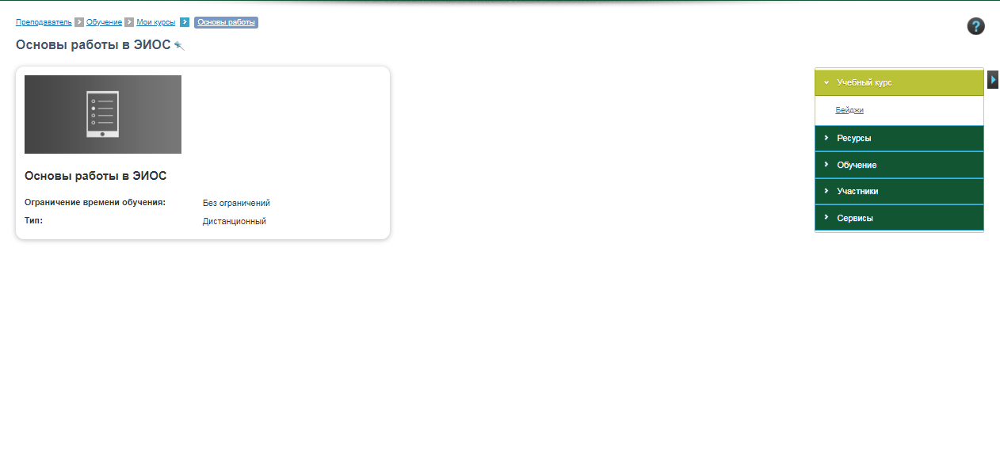 Преподаватель Обучение Мои курсы Основы работы
?
Основы работы в ЭИОС
Основы работы в ЭИОС
Ограничение времени обучения: Без ограничений
Тип: Дистанционный
Учебный курс
Бейджи
Ресурсы
Обучение
Участники
Сервисы